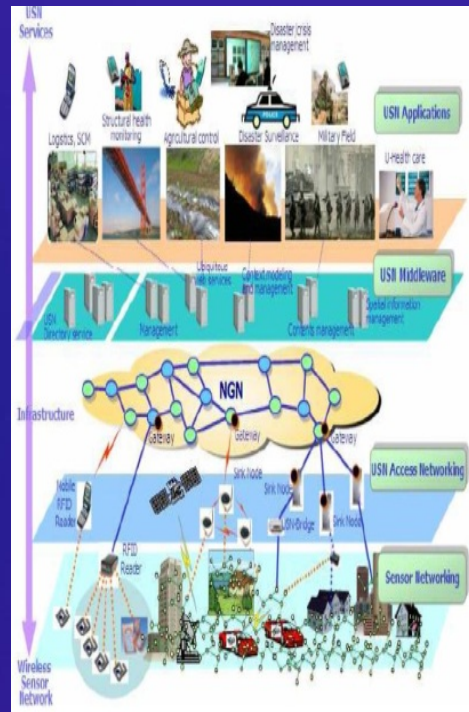 USN
Services
Disaster/crisis
management
Structural health
monitoring
Logistics, SCM
Agricultural control
Disaster Surveillance
Military Field
USN Applications
U-Health care
Ubiquitous
web services
Context modeling
and management
USN Middleware
USN
Directory service
Management
Contents management
Spatial information
management
NGN
Infrastructure
Gateway
Gateway
Gateway
USN Access Networking
Mobile
RFID
Reader
Sink Node
Sink Node
USN-Bridge
Sink Node
RFID
Reader
Sensor Networking
Wireless
Sensor
Network